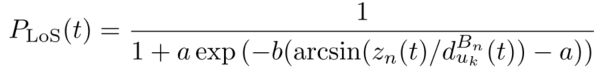 P_{\mathrm{LoS}}(t) = \frac{1}{1 + a \exp\left(-b(\arcsin(z_n(t)/d_{u_k}^{B_n}(t)) - a)\right)}